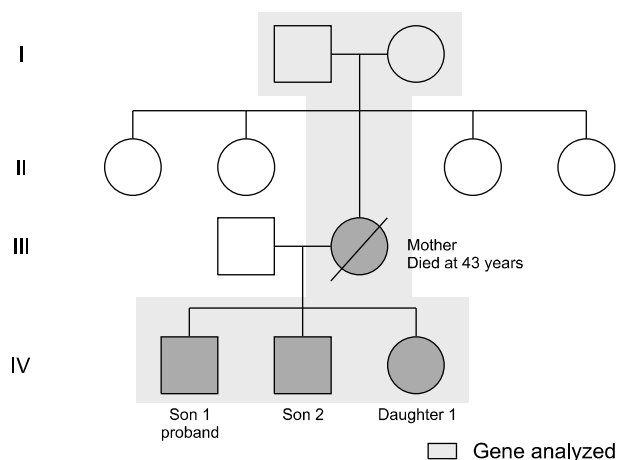 I
II
III
Mother
Died at 43 years
IV
Son 1
proband
Son 2
Daughter 1
Gene analyzed